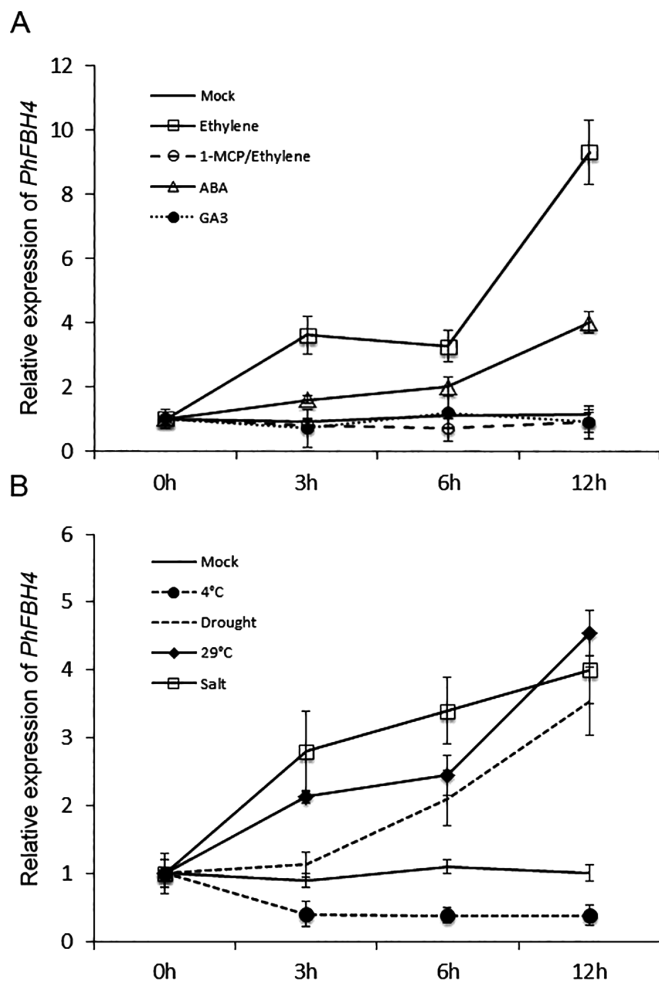 A
Relative expression of PhFBH4
12
10
8
6
4
2
0
Mock
Ethylene
1-MCP/Ethylene
ABA
GA3
0h 3h 6h 12h
B
Relative expression of PhFBH4
6
5
4
3
2
1
0
Mock
4°C
Drought
29°C
Salt
0h 3h 6h 12h